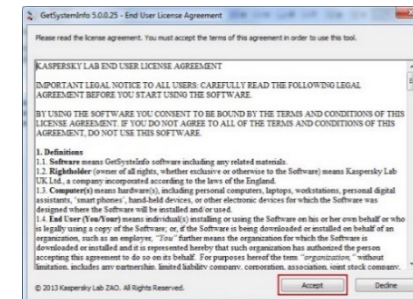 GetSystemInfo 5.0.0.25 - End User License Agreement
Please read the license agreement. You must accept the terms of this agreement in order to use this tool.
KASPERSKY LAB END USER LICENSE AGREEMENT
IMPORTANT LEGAL NOTICE TO ALL USERS: CAREFULLY READ THE FOLLOWING LEGAL
AGREEMENT BEFORE YOU START USING THE SOFTWARE.
BY USING THE SOFTWARE YOU CONSENT TO BE BOUND BY THE TERMS AND CONDITIONS OF THIS
LICENSE AGREEMENT. IF YOU DO NOT AGREE TO ALL OF THE TERMS AND CONDITIONS OF THIS
AGREEMENT, DO NOT USE THIS SOFTWARE.
1. Definitions
1.1. Software means GetSysteInfo software including any related materials.
1.2. Rightholder (owner of all rights, whether exclusive or otherwise to the Software) means Kaspersky Lab
UK Ltd., a company incorporated according to the laws of the England.
1.3. Computer(s) means hardware(s), including personal computers, laptops, workstations, personal digital
assistants, 'smart phones', hand-held devices, or other electronic devices for which the Software was
designed where the Software will be installed and/or used.
1.4. End User (You/Your) means individual(s) installing or using the Software on his or her own behalf or who
is legally using a copy of the Software; or, if the Software is being downloaded or installed on behalf of an
organization, such as an employer, "You" further means the organization for which the Software is
downloaded or installed and it is represented hereby that such organization has authorized the person
accepting this agreement to do so on its behalf. For purposes hereof the term "organization," without
limitation, includes any partnership, limited liability company, corporation, association, joint stock company,
© 2013 Kaspersky Lab ZAO. All Rights Reserved.
Accept
Decline